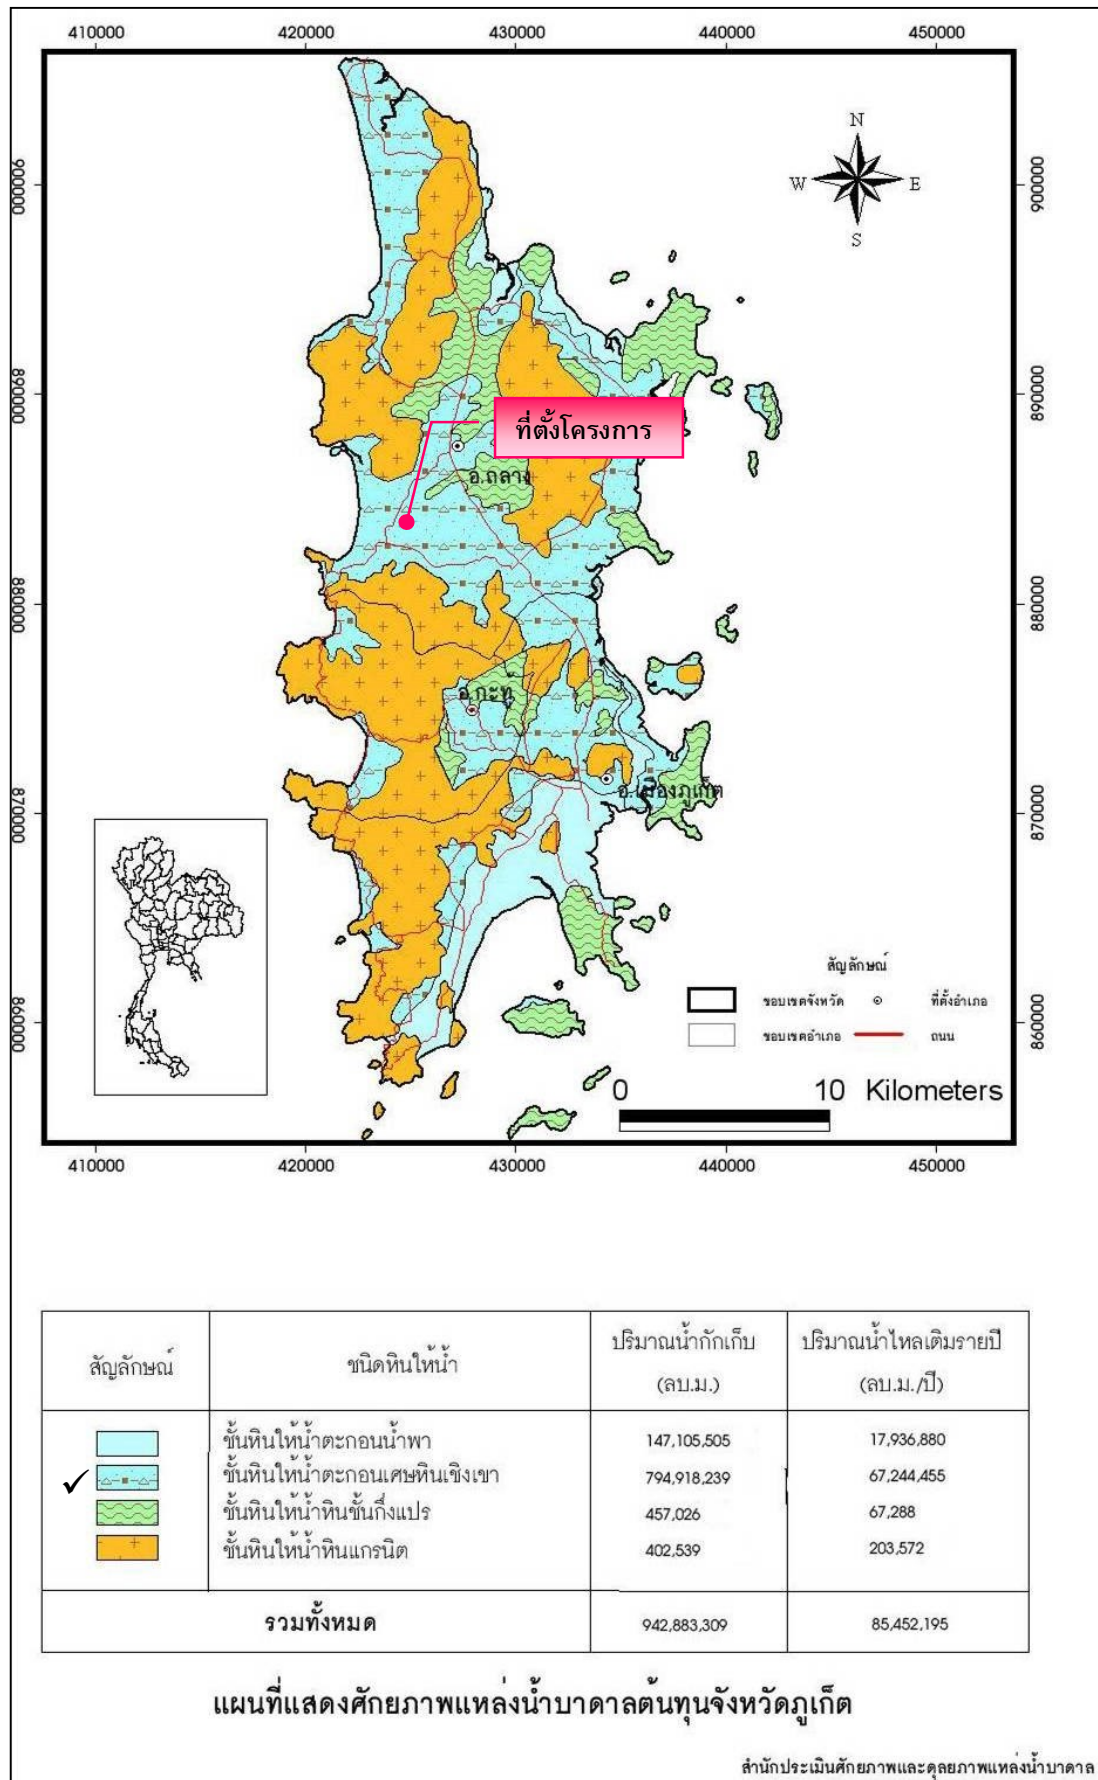 410000 420000 430000 440000 450000
N
W E
S
900000 900000
890000 890000
ที่ตั้งโครงการ
อ.ถลาง
880000 880000
อ.กะทู้
อ.เมืองภูเก็ต
870000 870000
สัญลักษณ์
ขอบเขตจังหวัด ที่ตั้งอำเภอ
ขอบเขตอำเภอ ถนน
860000 860000
0 10 Kilometers
410000 420000 430000 440000 450000
สัญลักษณ์ ชนิดหินให้น้ำ ปริมาณน้ำกักเก็บ ปริมาณน้ำไหลเติมรายปี
(ลบ.ม.) (ลบ.ม./ปี)
ชั้นหินให้น้ำตะกอนน้ำพา 147,105,505 17,936,880
✓ ชั้นหินให้น้ำตะกอนเศษหินเชิงเขา 794,918,239 67,244,455
ชั้นหินให้น้ำหินชั้นกึ่งแปร 457,026 67,288
ชั้นหินให้น้ำหินแกรนิต 402,539 203,572
รวมทั้งหมด 942,883,309 85,452,195
แผนที่แสดงศักยภาพแหล่งน้ำบาดาลต้นทุนจังหวัดภูเก็ต
สำนักประเมินศักยภาพและดุลยภาพแหล่งน้ำบาดาล